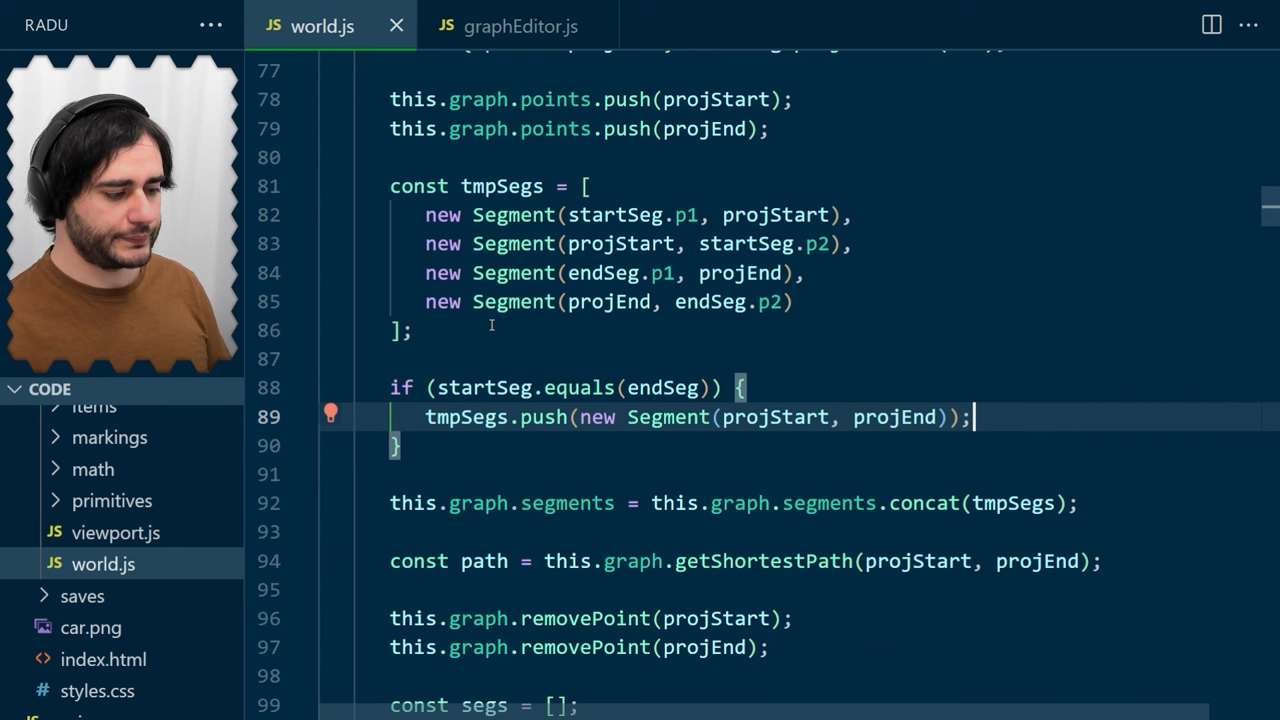 RADU
JS world.js
JS graphEditor.js
77
78 this.graph.points.push(projStart);
79 this.graph.points.push(projEnd);
80
81 const tmpSegs = [
82 new Segment(startSeg.p1, projStart),
83 new Segment(projStart, startSeg.p2),
84 new Segment(endSeg.p1, projEnd),
85 new Segment(projEnd, endSeg.p2)
86 ];
87
88 if (startSeg.equals(endSeg)) {
89 tmpSegs.push(new Segment(projStart, projEnd));
90 }
91
92 this.graph.segments = this.graph.segments.concat(tmpSegs);
93
94 const path = this.graph.getShortestPath(projStart, projEnd);
95
96 this.graph.removePoint(projStart);
97 this.graph.removePoint(projEnd);
98
99 const segs = [];
CODE
items
markings
math
primitives
JS viewport.js
JS world.js
saves
car.png
index.html
styles.css